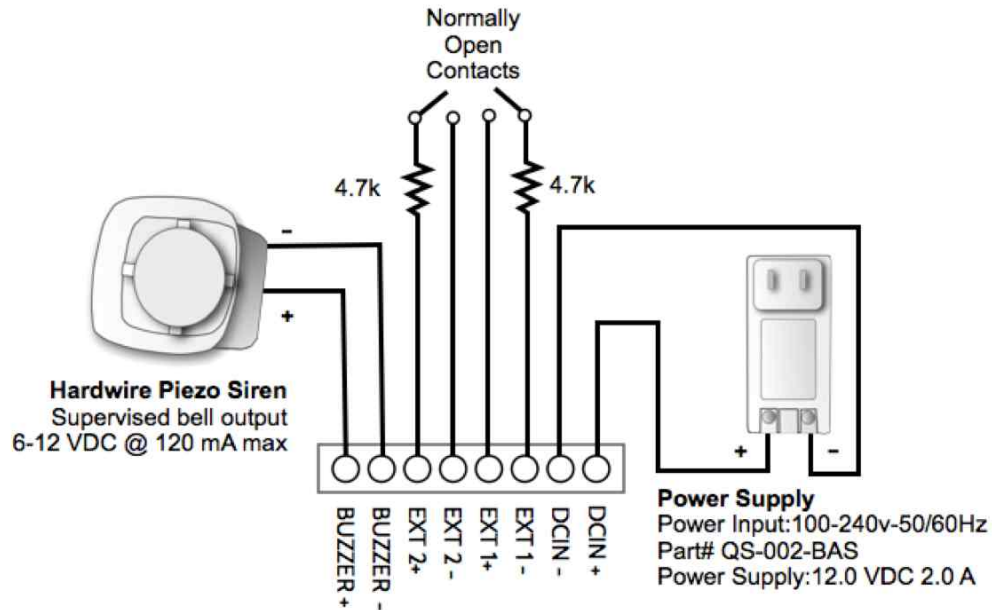 Normally
Open
Contacts
4.7k
4.7k
-
+
Hardwire Piezo Siren
Supervised bell output
6-12 VDC @ 120 mA max
+
-
Power Supply
Power Input:100-240v-50/60Hz
Part# QS-002-BAS
Power Supply:12.0 VDC 2.0 A
BUZZER +
BUZZER -
EXT 2+
EXT 2 -
EXT 1+
EXT 1 -
DCIN -
DCIN +